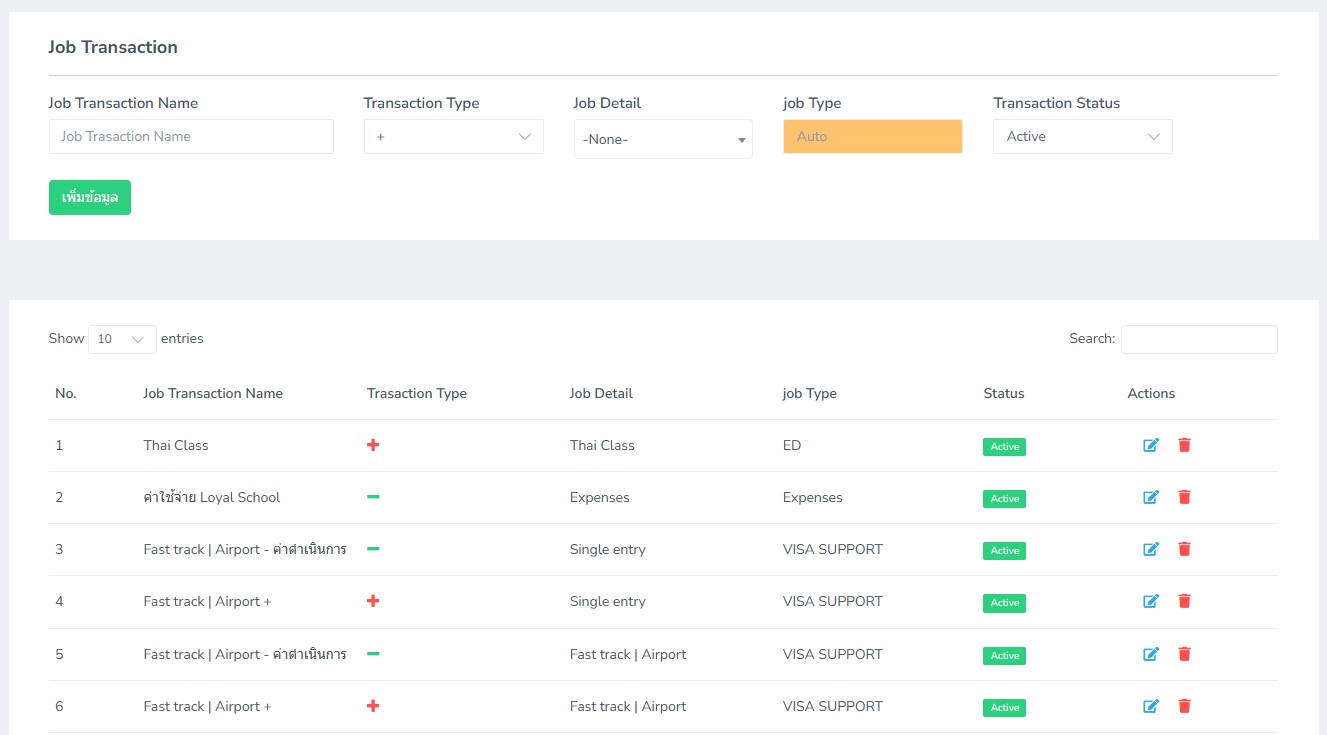 Job Transaction
Job Transaction Name Transaction Type Job Detail job Type Transaction Status
Job Trasaction Name + -None- Auto Active
เพิ่มข้อมูล
Show 10 entries Search:
No. Job Transaction Name Trasaction Type Job Detail job Type Status Actions
1 Thai Class + Thai Class ED Active
2 ค่าใช้จ่าย Loyal School - Expenses Expenses Active
3 Fast track | Airport - ค่าดำเนินการ - Single entry VISA SUPPORT Active
4 Fast track | Airport + + Single entry VISA SUPPORT Active
5 Fast track | Airport - ค่าดำเนินการ - Fast track | Airport VISA SUPPORT Active
6 Fast track | Airport + + Fast track | Airport VISA SUPPORT Active